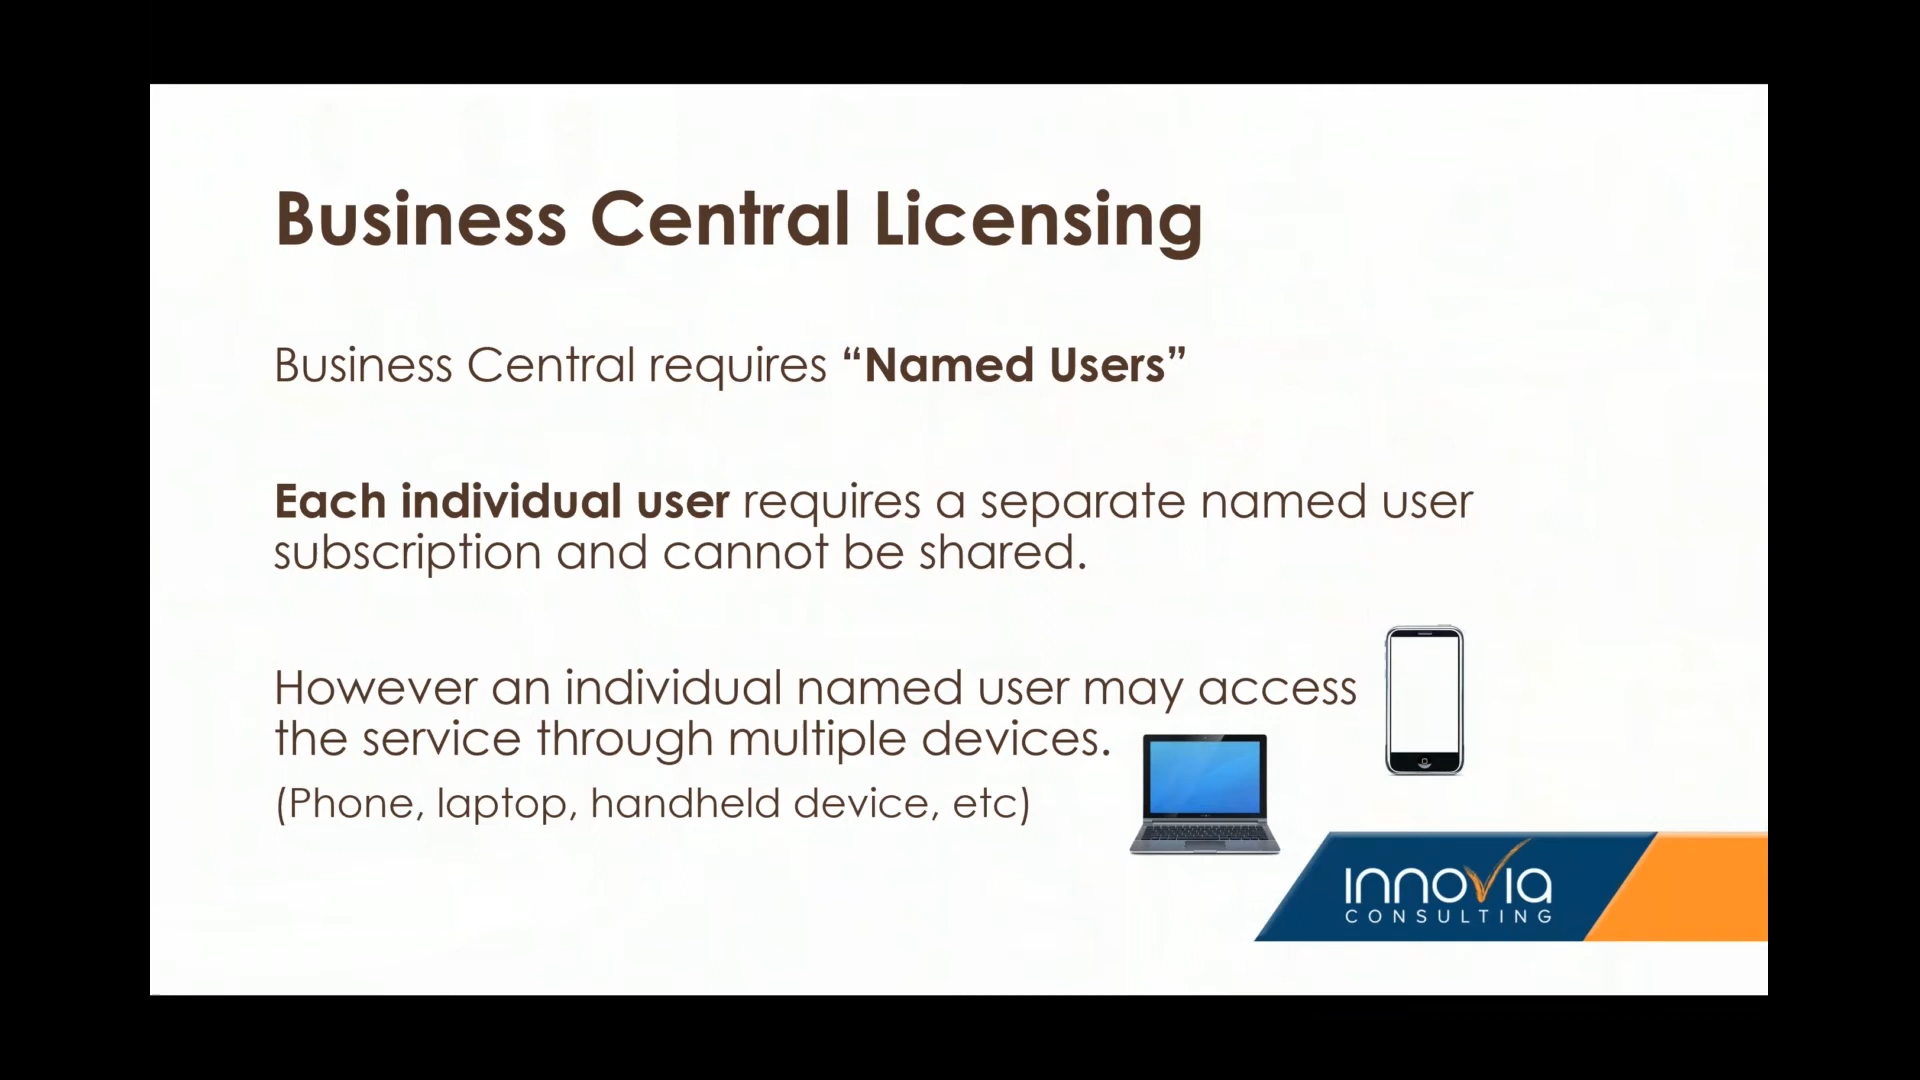 Business Central Licensing
Business Central requires “Named Users”
Each individual user requires a separate named user
subscription and cannot be shared.
However an individual named user may access
the service through multiple devices.
(Phone, laptop, handheld device, etc)
innovia
CONSULTING